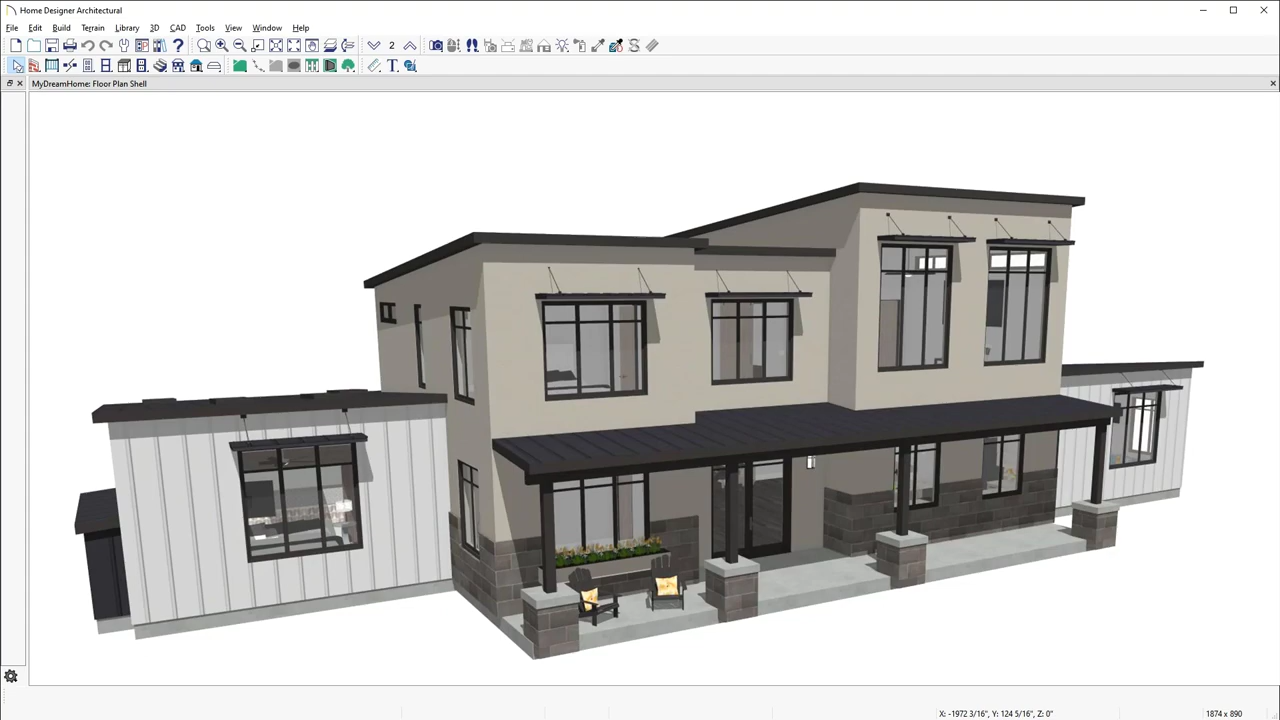 Home Designer Architectural
File Edit Build Terrain Library 3D CAD Tools View Window Help
2
T
MyDreamHome: Floor Plan Shell
X: -1972 3/16", Y: 124 5/16", Z: 0"
1874 x 890